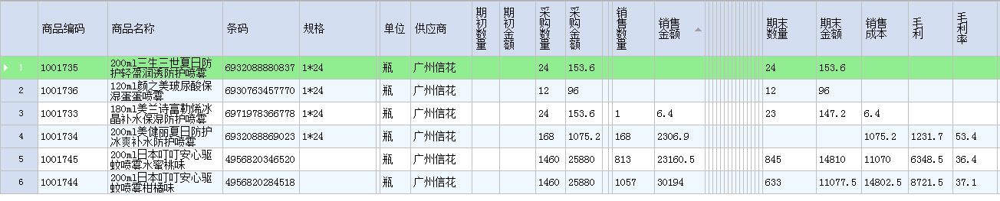 商品编码 商品名称 条码 规格 单位 供应商 期初数量 期初金额 采购数量 采购金额 销售数量 销售金额 期末数量 期末金额 销售成本 毛利 毛利率
1 1001735 200ml三生三世夏日防护轻盈润透防护喷雾 6932088880837 1*24 瓶 广州信花 24 153.6 24 153.6
2 1001736 120ml颜之美玻尿酸保湿蛋蛋喷雾 6930763457770 1*24 瓶 广州信花 12 96 12 96
3 1001733 180ml美兰诗富勒烯冰晶补水保湿防护喷雾 6971978366778 1*24 瓶 广州信花 24 153.6 1 6.4 23 147.2 6.4
4 1001734 200ml美健丽夏日防护冰爽补水防护喷雾 6932088869023 1*24 瓶 广州信花 168 1075.2 168 2306.9 1075.2 1231.7 53.4
5 1001745 200ml日本叮叮安心驱蚊喷雾水蜜桃味 4956820346520 瓶 广州信花 1460 25880 813 23160.5 845 14810 11070 6348.5 36.4
6 1001744 200ml日本叮叮安心驱蚊喷雾柑橘味 4956820284518 瓶 广州信花 1460 25880 1057 30194 633 11077.5 14802.5 8721.5 37.1